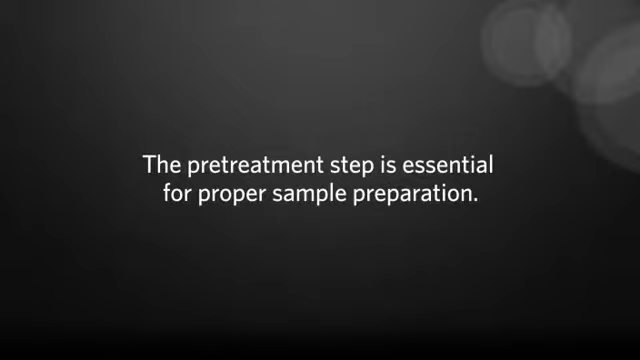 The pretreatment step is essential
for proper sample preparation.